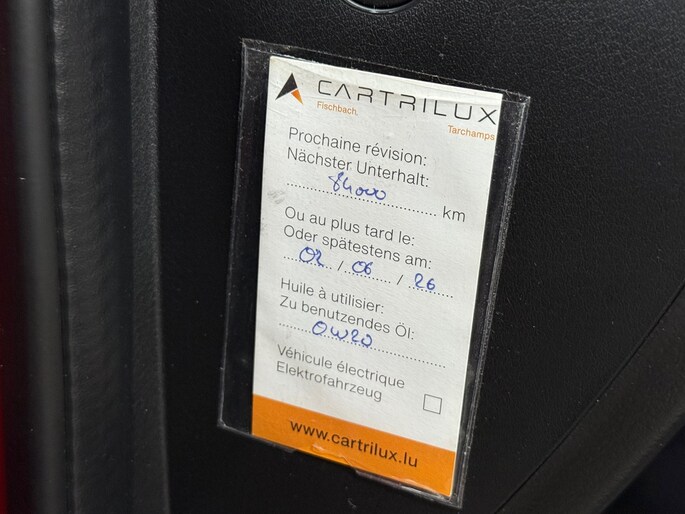 CARTRILUX
Fischbach,
Tarchamps
Prochaine révision:
Nächster Unterhalt:
84000 km
Ou au plus tard le:
Oder spätestens am:
02 / 06 / 26
Huile à utilisier:
Zu benutzendes Öl:
0W20
Véhicule électrique
Elektrofahrzeug
www.cartrilux.lu